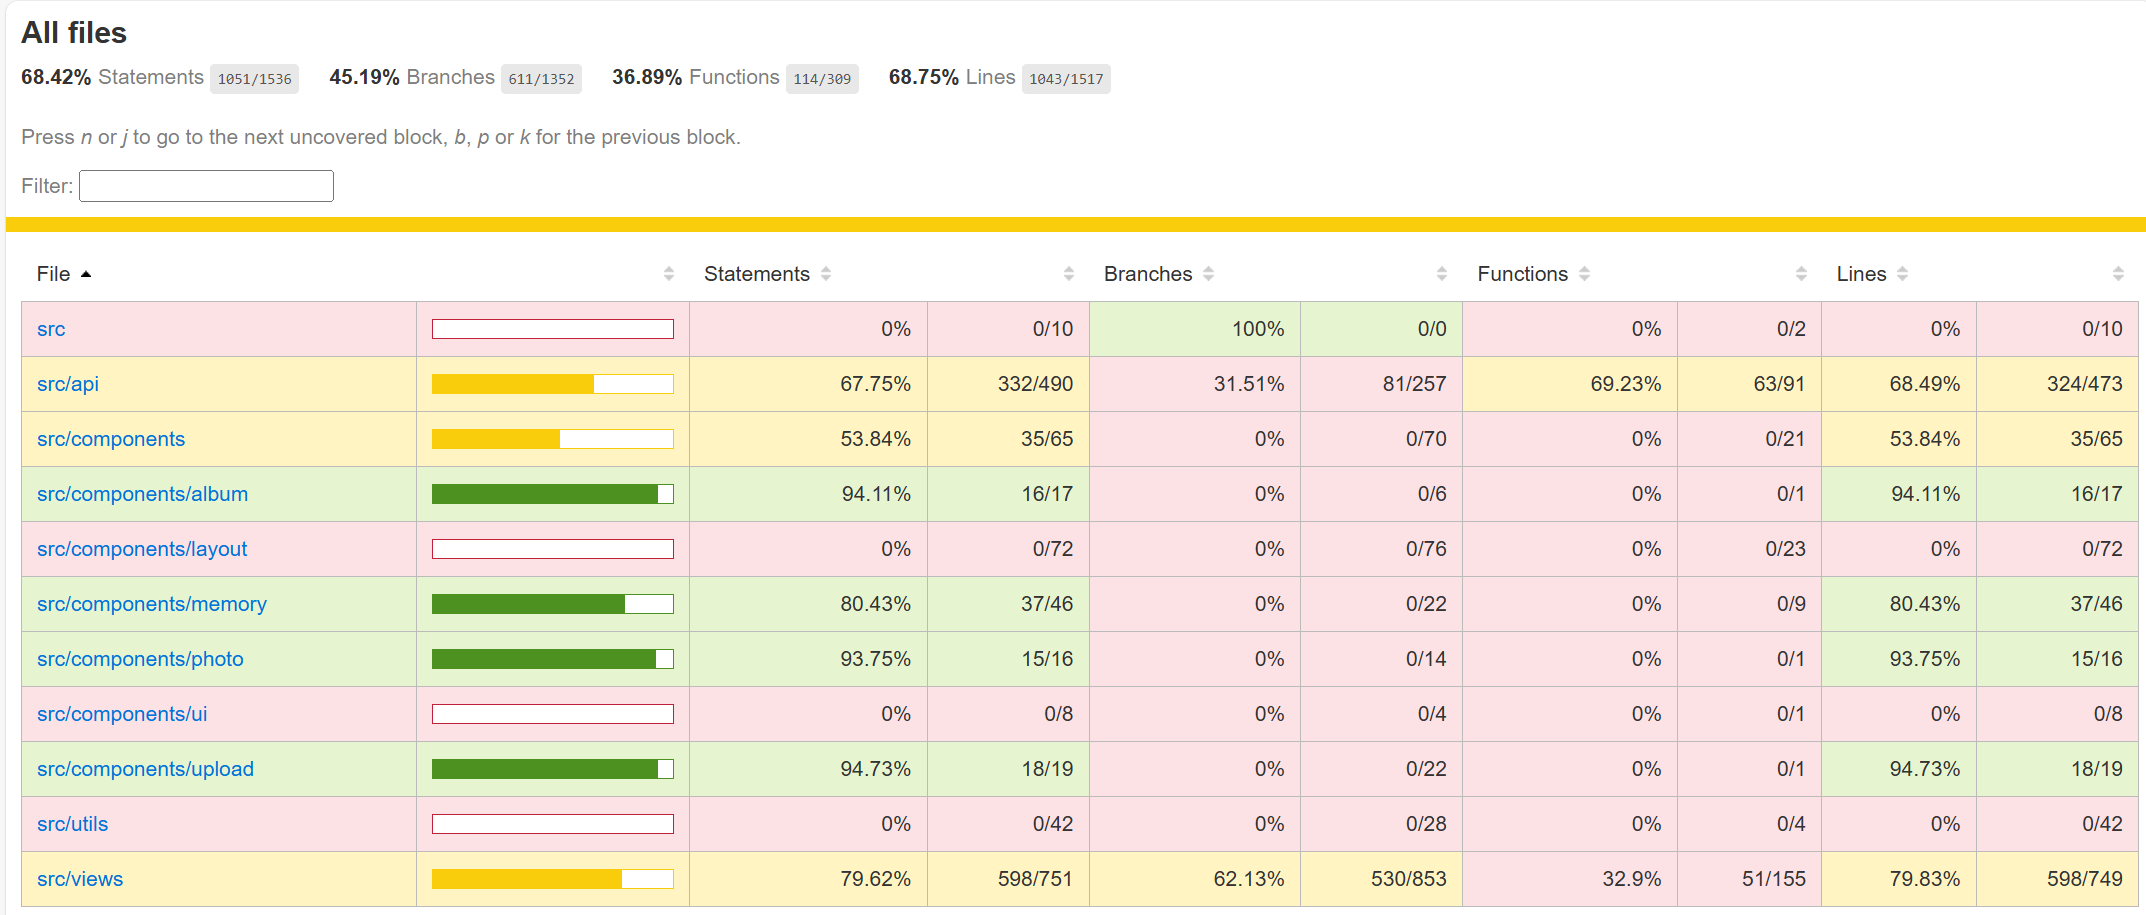 All files
68.42% Statements 1051/1536 45.19% Branches 611/1352 36.89% Functions 114/309 68.75% Lines 1043/1517
Press n or j to go to the next uncovered block, b, p or k for the previous block.
Filter:
File Statements Branches Functions Lines
src 0% 0/10 100% 0/0 0% 0/2 0% 0/10
src/api 67.75% 332/490 31.51% 81/257 69.23% 63/91 68.49% 324/473
src/components 53.84% 35/65 0% 0/70 0% 0/21 53.84% 35/65
src/components/album 94.11% 16/17 0% 0/6 0% 0/1 94.11% 16/17
src/components/layout 0% 0/72 0% 0/76 0% 0/23 0% 0/72
src/components/memory 80.43% 37/46 0% 0/22 0% 0/9 80.43% 37/46
src/components/photo 93.75% 15/16 0% 0/14 0% 0/1 93.75% 15/16
src/components/ui 0% 0/8 0% 0/4 0% 0/1 0% 0/8
src/components/upload 94.73% 18/19 0% 0/22 0% 0/1 94.73% 18/19
src/utils 0% 0/42 0% 0/28 0% 0/4 0% 0/42
src/views 79.62% 598/751 62.13% 530/853 32.9% 51/155 79.83% 598/749